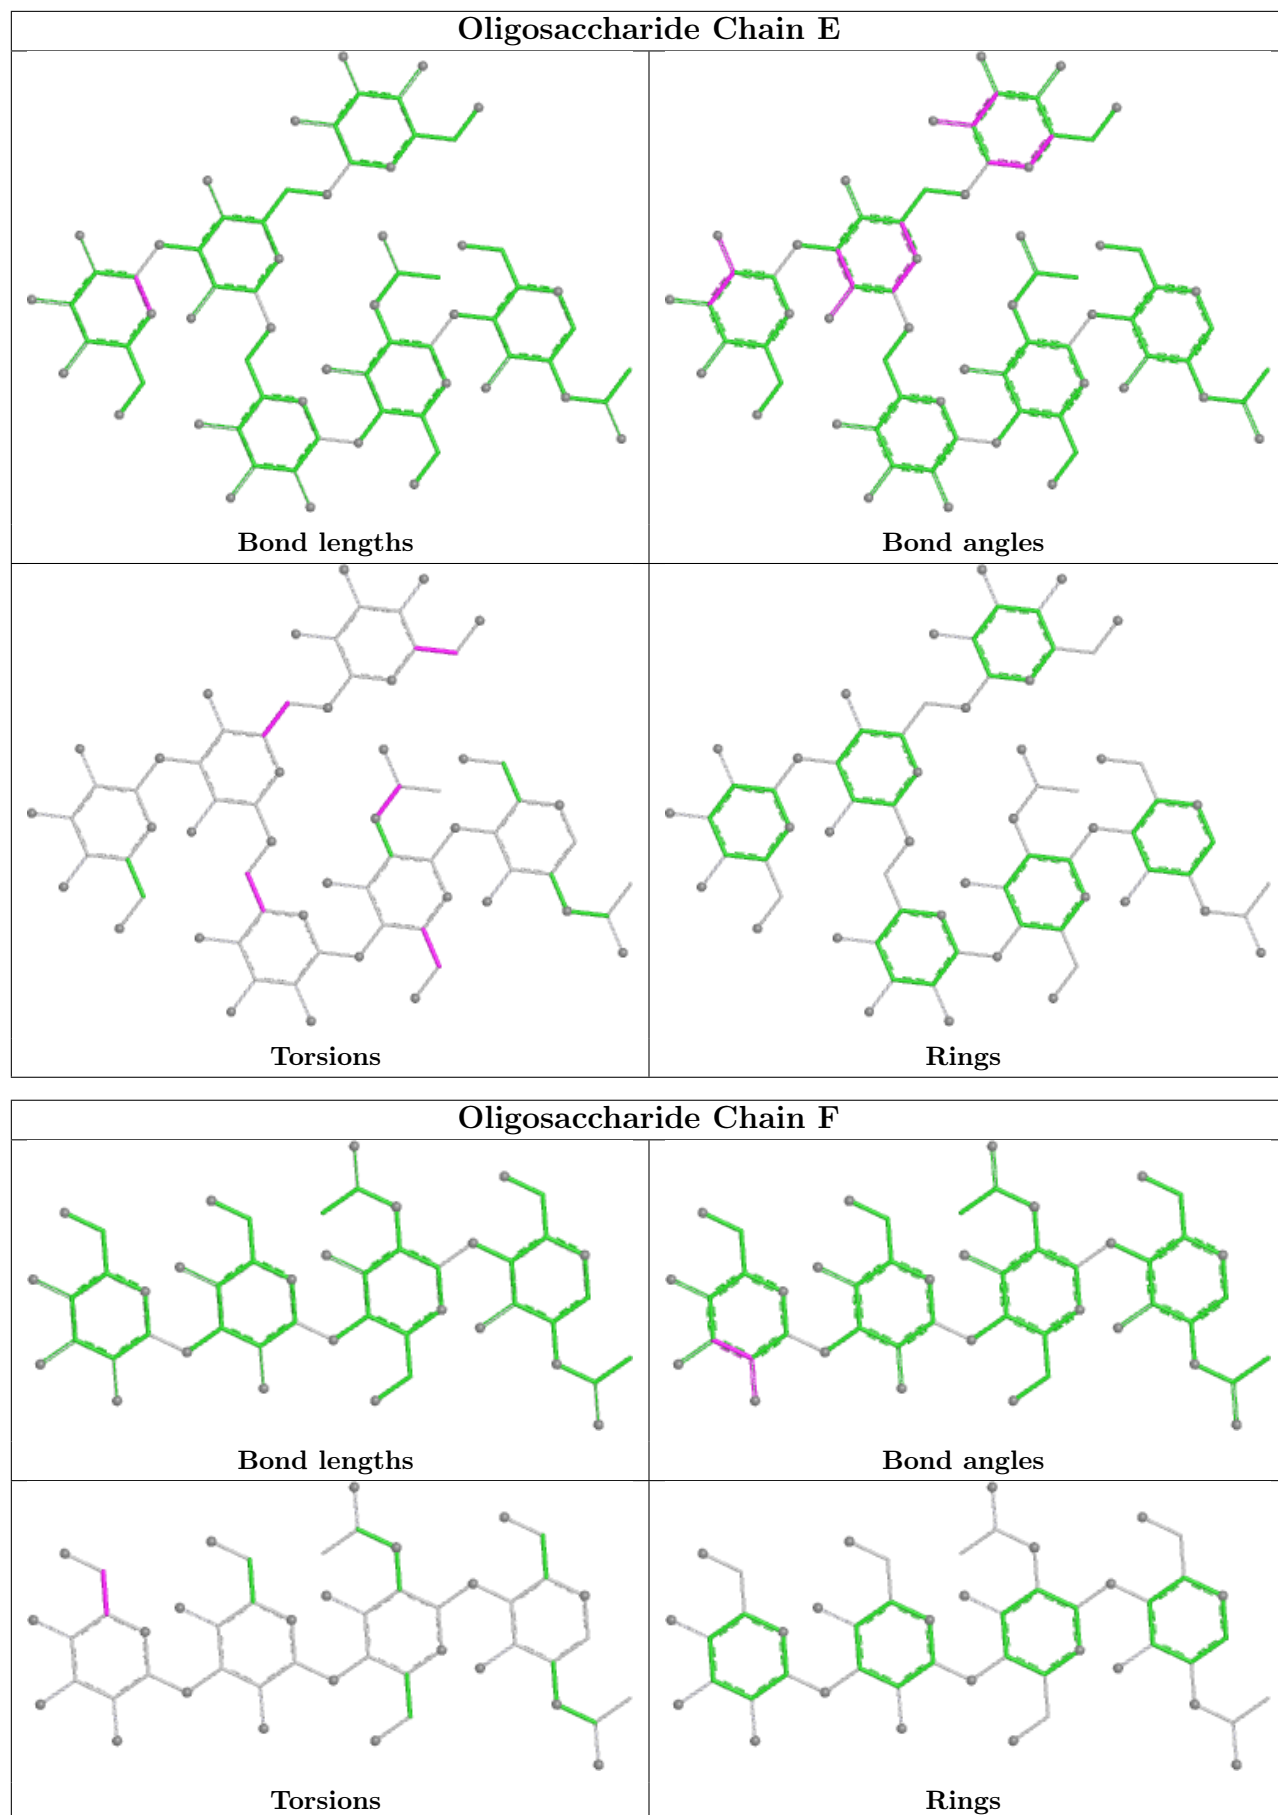 Oligosaccharide Chain E
Bond lengths
Bond angles
Torsions
Rings
Oligosaccharide Chain F
Bond lengths
Bond angles
Torsions
Rings